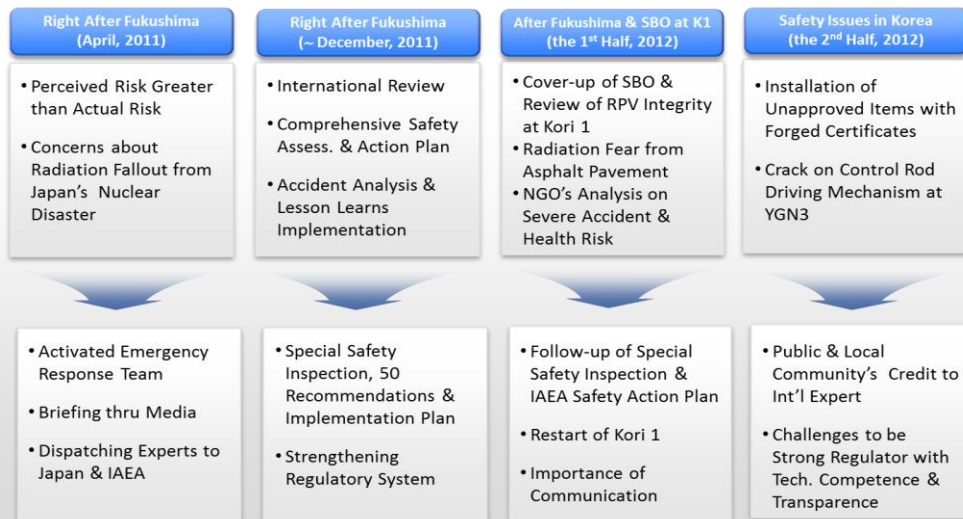 Right After Fukushima
(April, 2011)
• Perceived Risk Greater
than Actual Risk
• Concerns about
Radiation Fallout from
Japan's Nuclear
Disaster
• Activated Emergency
Response Team
• Briefing thru Media
• Dispatching Experts to
Japan & IAEA
Right After Fukushima
(~ December, 2011)
• International Review
• Comprehensive Safety
Assess. & Action Plan
• Accident Analysis &
Lesson Learns
Implementation
• Special Safety
Inspection, 50
Recommendations &
Implementation Plan
• Strengthening
Regulatory System
After Fukushima & SBO at K1
(the 1st Half, 2012)
• Cover-up of SBO &
Review of RPV Integrity
at Kori 1
• Radiation Fear from
Asphalt Pavement
• NGO's Analysis on
Severe Accident &
Health Risk
• Follow-up of Special
Safety Inspection &
IAEA Safety Action Plan
• Restart of Kori 1
• Importance of
Communication
Safety Issues in Korea
(the 2nd Half, 2012)
• Installation of
Unapproved Items with
Forged Certificates
• Crack on Control Rod
Driving Mechanism at
YGN3
• Public & Local
Community's Credit to
Int'l Expert
• Challenges to be
Strong Regulator with
Tech. Competence &
Transparence